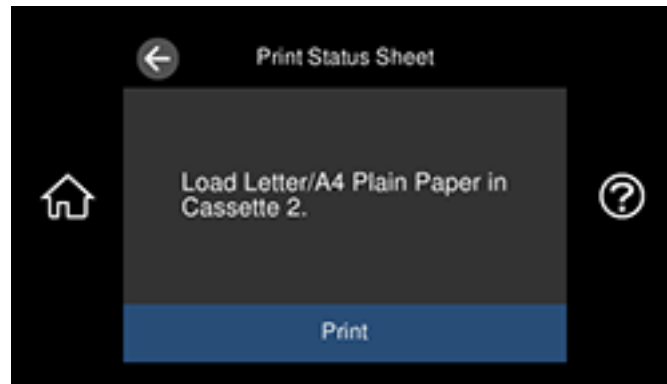 Print Status Sheet
Load Letter/A4 Plain Paper in
Cassette 2.
Print